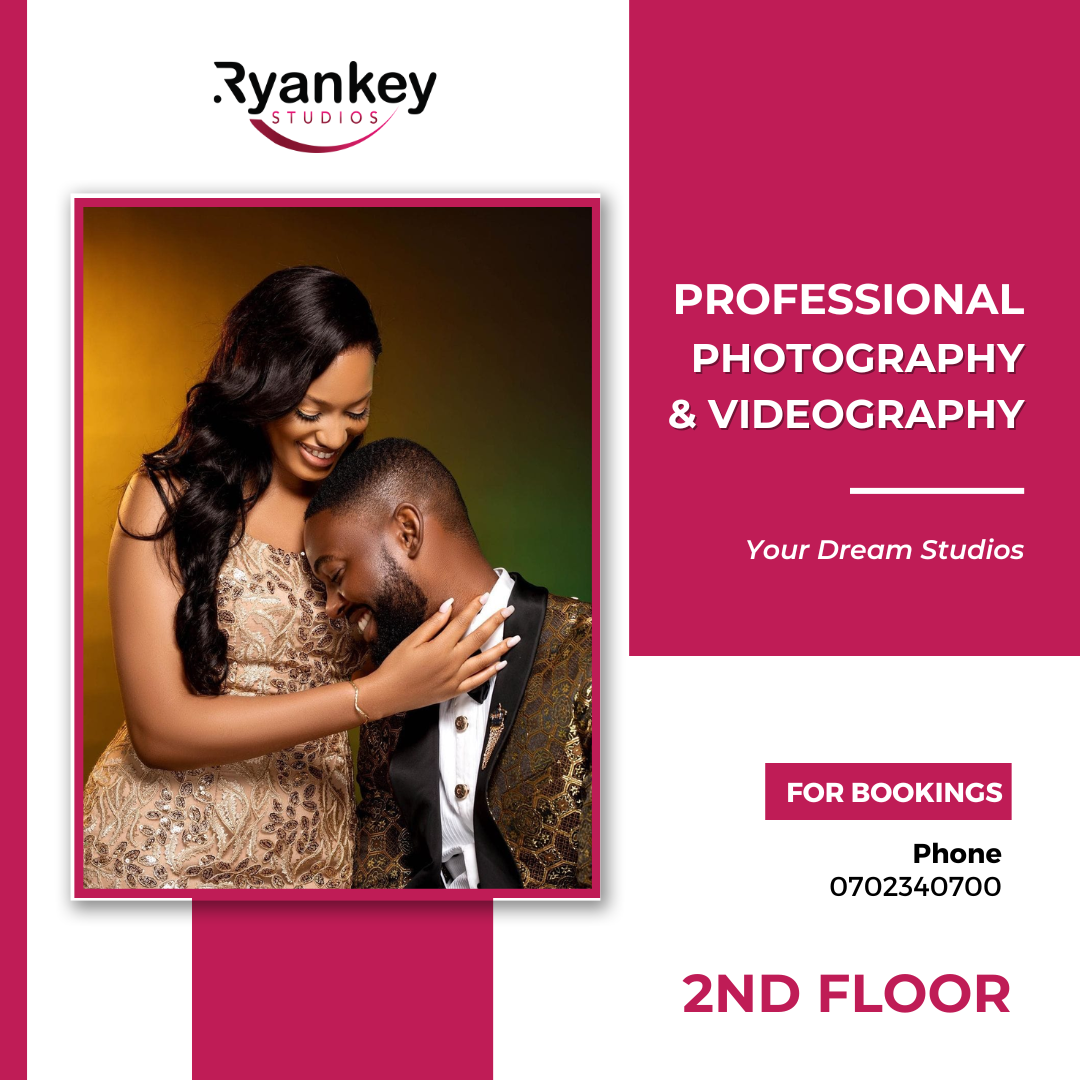 Ryankey
STUDIOS
PROFESSIONAL
PHOTOGRAPHY
& VIDEOGRAPHY
Your Dream Studios
FOR BOOKINGS
Phone
0702340700
2ND FLOOR